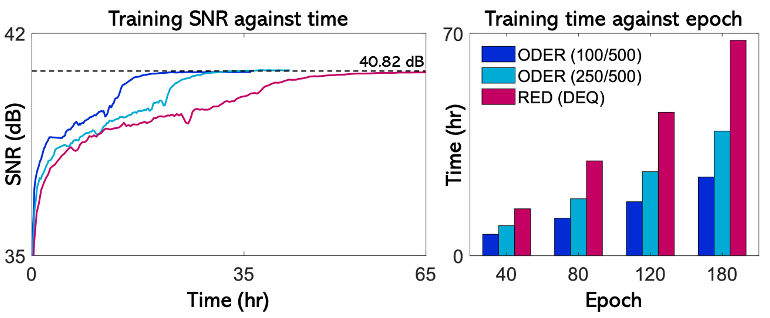 Training SNR against time
42
40.82 dB
SNR (dB)
35
0
35
65
Time (hr)
Training time against epoch
70
ODER (100/500)
ODER (250/500)
RED (DEQ)
Time (hr)
0
40
80
120
180
Epoch